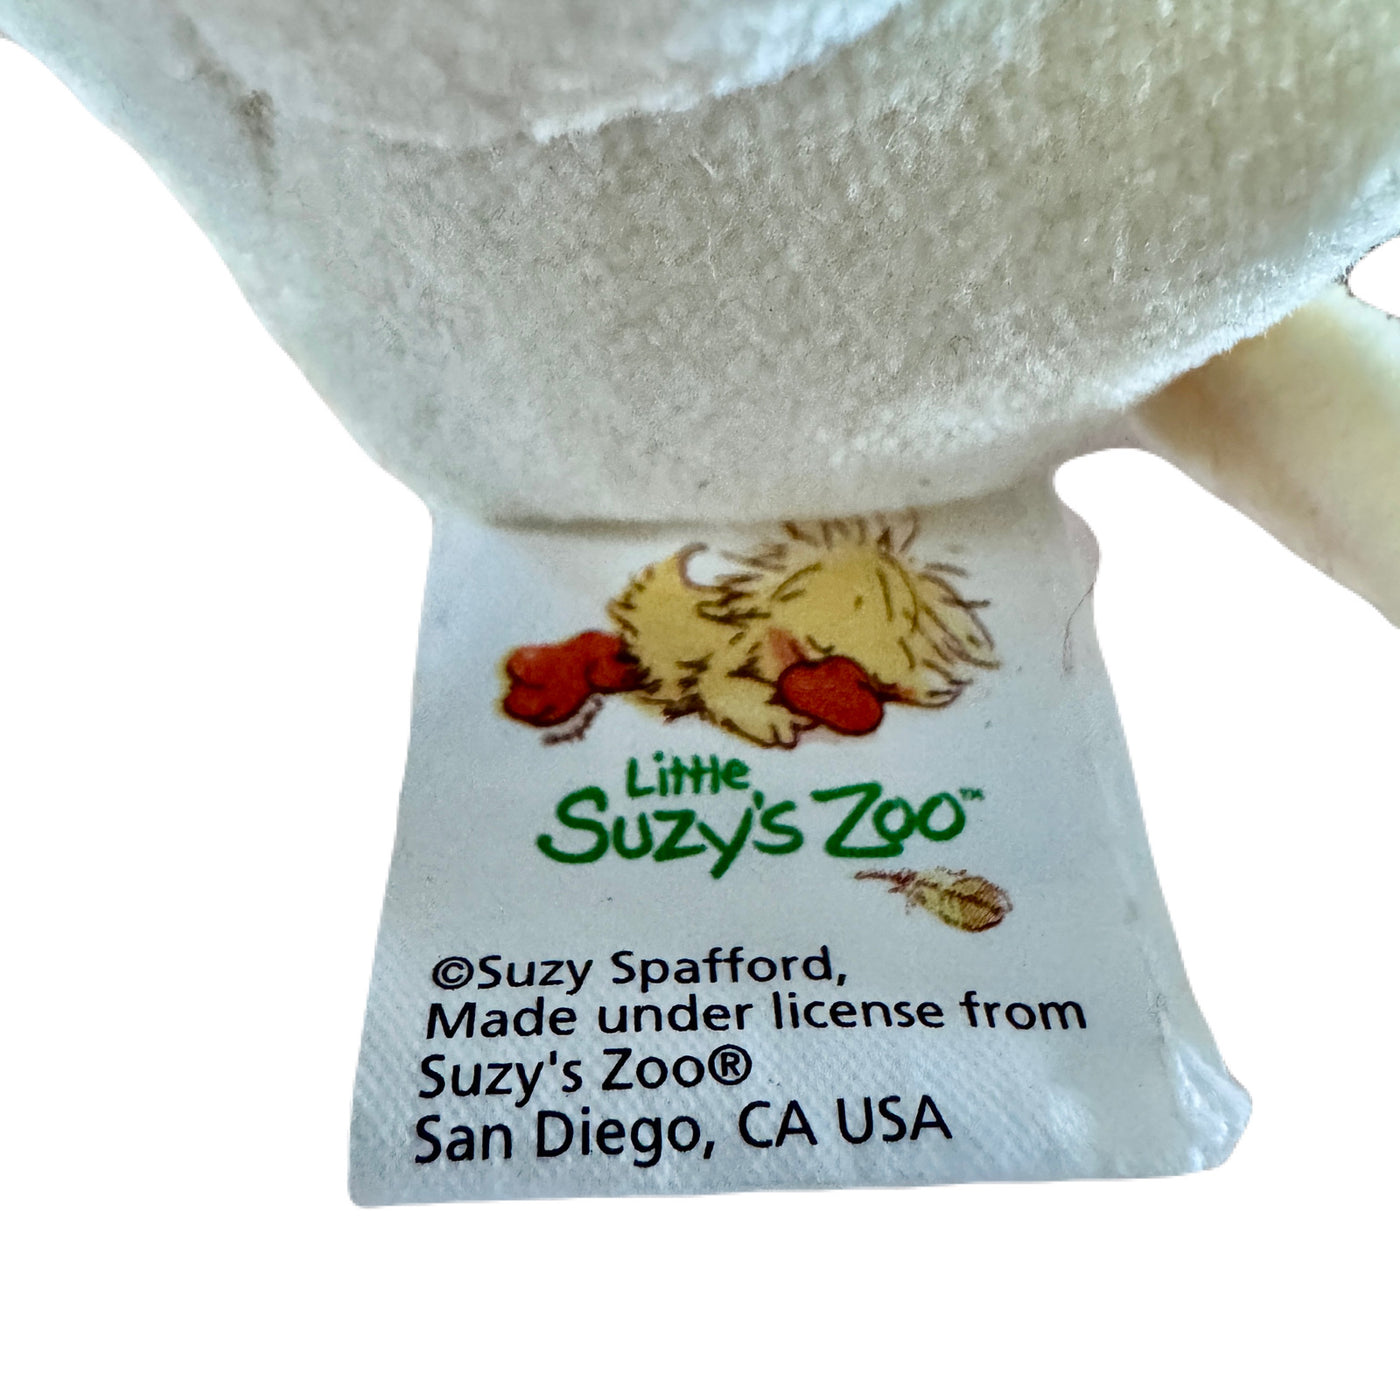 Little
Suzy's Zoo™
©Suzy Spafford,
Made under license from
Suzy's Zoo®
San Diego, CA USA